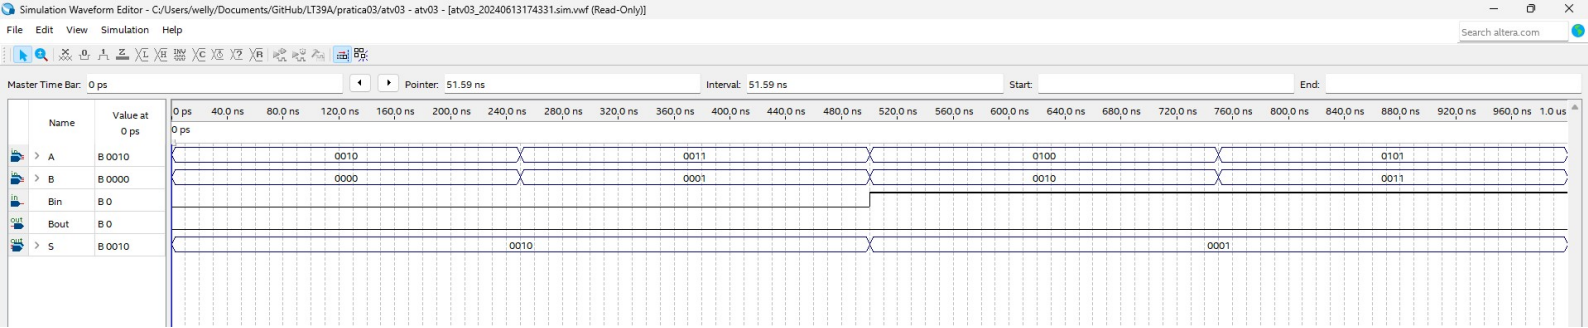 Simulation Waveform Editor - C:/Users/welly/Documents/GitHub/LT39A/pratica03/atv03 - atv03 - [atv03_20240613174331.sim.vwf (Read-Only)]
File Edit View Simulation Help
Search altera.com
Master Time Bar: 0 ps Pointer: 51.59 ns Interval: 51.59 ns Start: End:
Name Value at 0 ps
0 ps 40.0 ns 80.0 ns 120.0 ns 160.0 ns 200.0 ns 240.0 ns 280.0 ns 320.0 ns 360.0 ns 400.0 ns 440.0 ns 480.0 ns 520.0 ns 560.0 ns 600.0 ns 640.0 ns 680.0 ns 720.0 ns 760.0 ns 800.0 ns 840.0 ns 880.0 ns 920.0 ns 960.0 ns 1.0 us
0 ps
in A B 0010 0010 0011 0100 0101
in B B 0000 0000 0001 0010 0011
in Bin B 0
out Bout B 0
out S B 0010 0010 0001